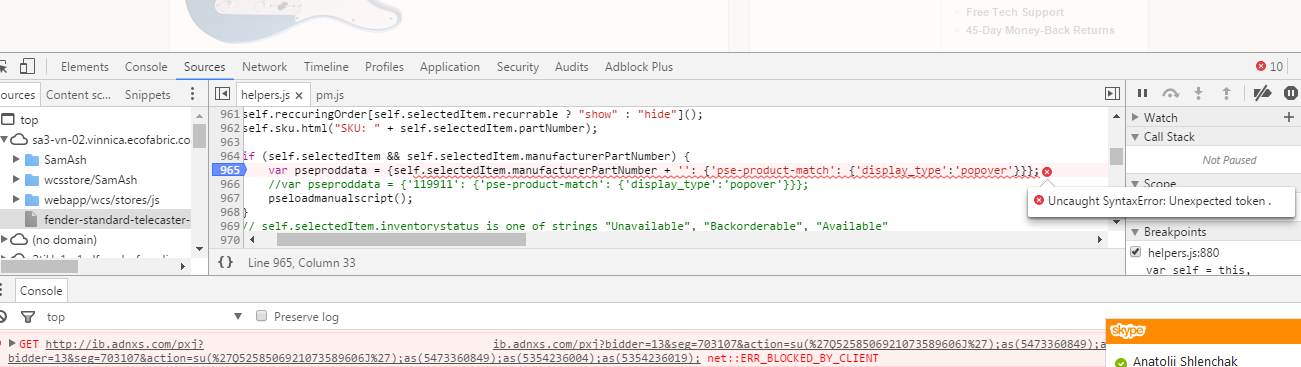 Free Tech Support
45-Day Money-Back Returns
Elements Console Sources Network Timeline Profiles Application Security Audits Adblock Plus 10
ources Content sc... Snippets helpers.js pm.js
top
sa3-vn-02.vinnica.ecofabric.co
SamAsh
wcsstore/SamAsh
webapp/wcs/stores/js
fender-standard-telecaster-
(no domain)
961 self.reccuringOrder[self.selectedItem.recurrable ? "show" : "hide"]();
962 self.sku.html("SKU: " + self.selectedItem.partNumber);
963
964 if (self.selectedItem && self.selectedItem.manufacturerPartNumber) {
965 var pseproddata = {self.selectedItem.manufacturerPartNumber + '': {'pse-product-match': {'display_type':'popover'}}};
966 //var pseproddata = {'119911': {'pse-product-match': {'display_type':'popover'}}};
967 pseloadmanualscript();
968 }
969 // self.selectedItem.inventorystatus is one of strings "Unavailable", "Backorderable", "Available"
970
{} Line 965, Column 33
Watch
Call Stack
Not Paused
Scope
Uncaught SyntaxError: Unexpected token .
Breakpoints
helpers.js:880
var self = this,
Console
top Preserve log
GET http://ib.adnxs.com/pxj? ib.adnxs.com/pxj?bidder=13&seg=703107&action=su(%27Q5258506921073589606J%27);as(5473360849);a
bidder=13&seg=703107&action=su(%27Q5258506921073589606J%27);as(5473360849);as(5354236004);as(5354236019); net::ERR_BLOCKED_BY_CLIENT
skype
Anatolii Shlenchak